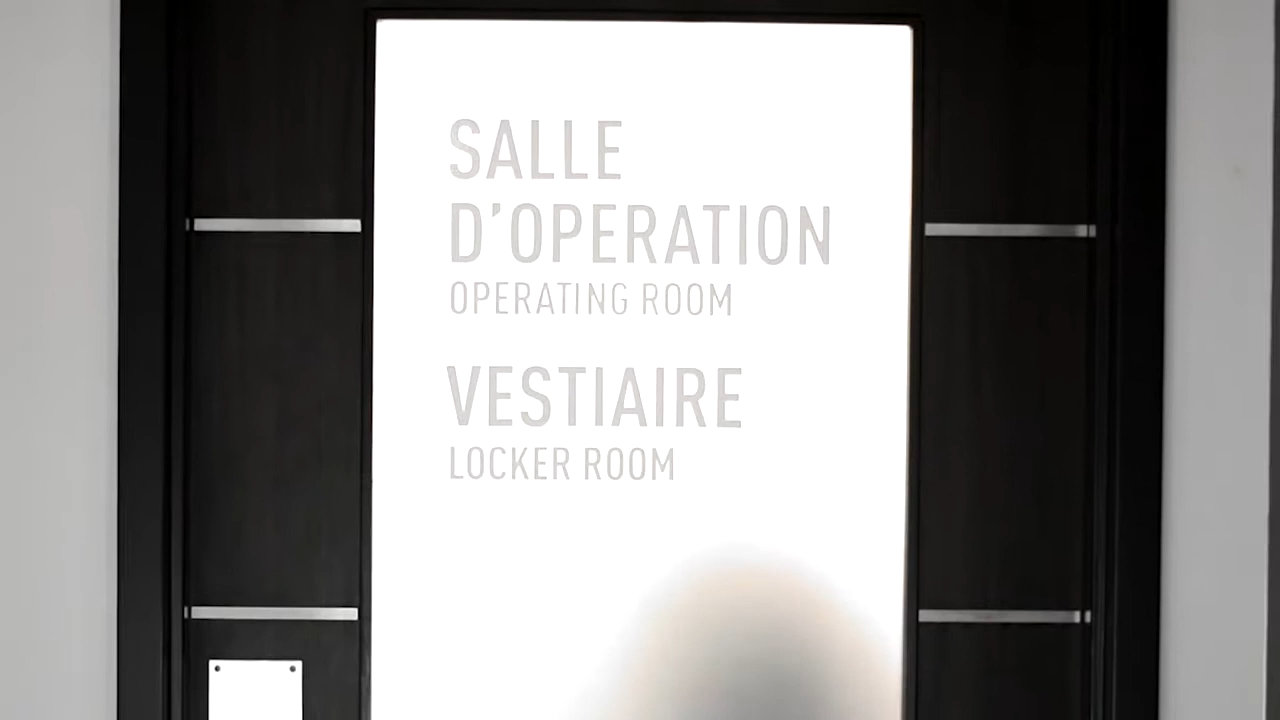 SALLE
D'OPERATION
OPERATING ROOM
VESTIAIRE
LOCKER ROOM